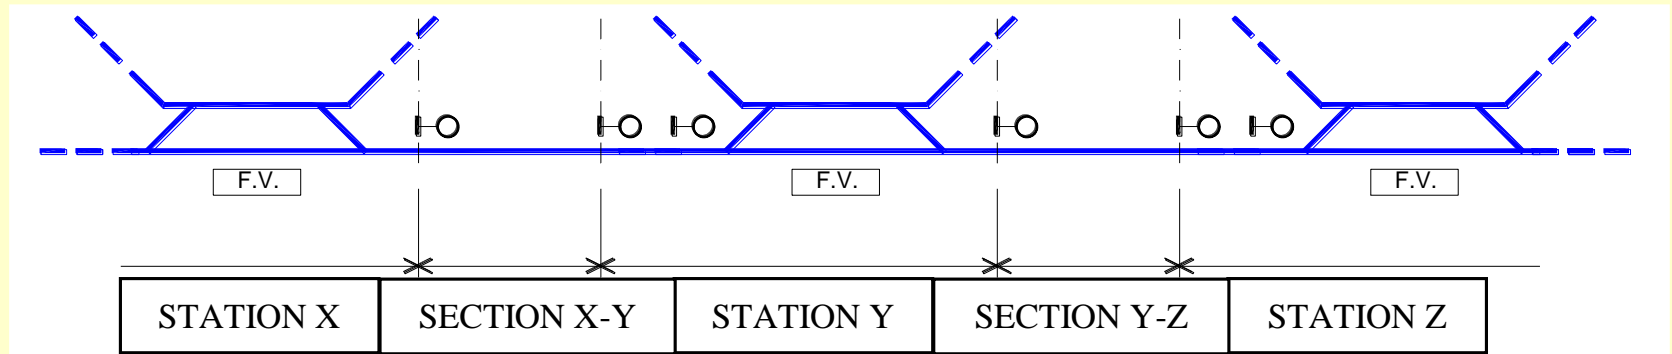 F.V. F.V. F.V.
STATION X SECTION X-Y STATION Y SECTION Y-Z STATION Z